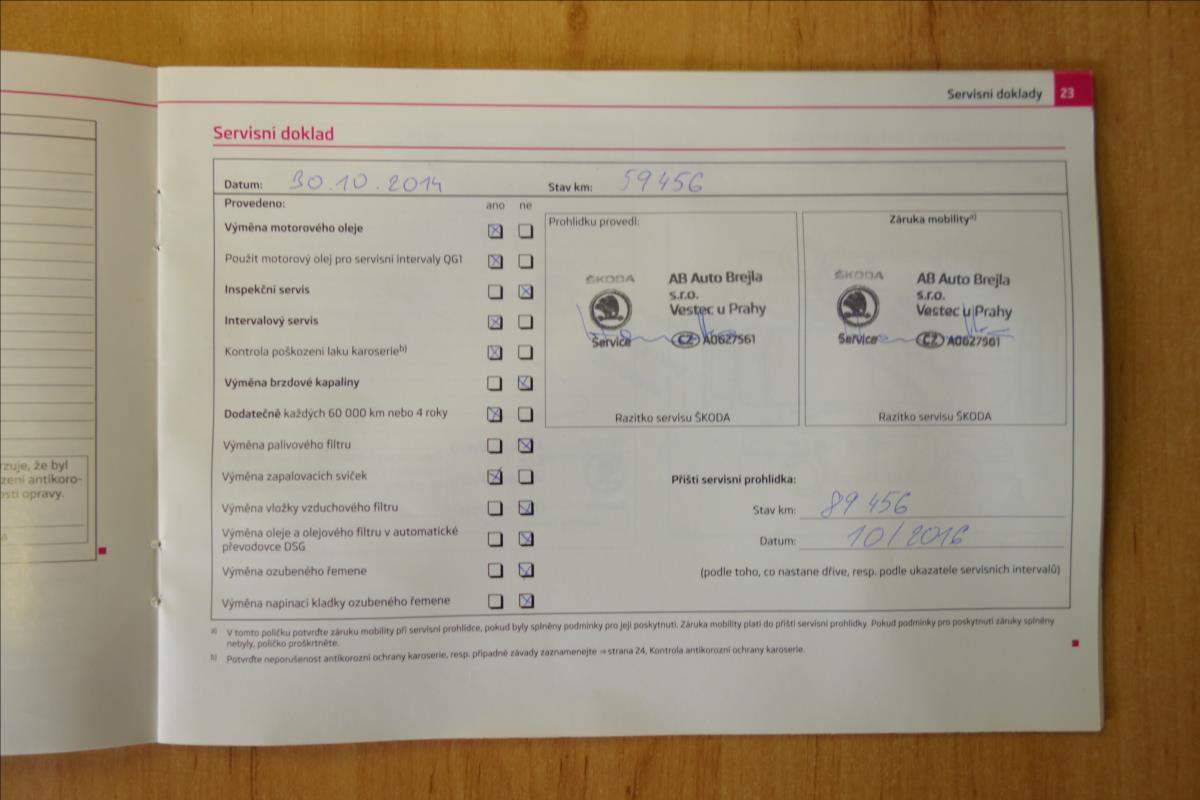 Servisní doklady 23
Servisní doklad
Datum: 30.10.2014 Stav km: 59456
Provedeno: ano ne
Výměna motorového oleje
Použit motorový olej pro servisní intervaly QG1
Inspekční servis
Intervalový servis
Kontrola poškození laku karoserie b)
Výměna brzdové kapaliny
Dodatečně každých 60 000 km nebo 4 roky
Výměna palivového filtru
Výměna zapalovacích svíček
Výměna vložky vzduchového filtru
Výměna oleje a olejového filtru v automatické
převodovce DSG
Výměna ozubeného řemene
Výměna napínací kladky ozubeného řemene
Prohlídku provedl:
ŠKODA AB Auto Brejla
s.r.o.
Vestec u Prahy
Service CZ A0627561
Razítko servisu ŠKODA
Záruka mobility a)
ŠKODA AB Auto Brejla
s.r.o.
Vestec u Prahy
Service CZ A0627561
Razítko servisu ŠKODA
Příští servisní prohlídka:
Stav km: 89 456
Datum: 10/2016
(podle toho, co nastane dříve, resp. podle ukazatele servisních intervalů)
a) V tomto políčku potvrďte záruku mobility při servisní prohlídce, pokud byly splněny podmínky pro její poskytnutí. Záruka mobility platí do příští servisní prohlídky. Pokud podmínky pro poskytnutí záruky splněny
nebyly, políčko proškrtněte.
b) Potvrďte neporušenost antikorozní ochrany karoserie, resp. případné závady zaznamenejte ⇒ strana 24, Kontrola antikorozní ochrany karoserie.
rzuje, že byl
zení antikoro-
osti opravy.